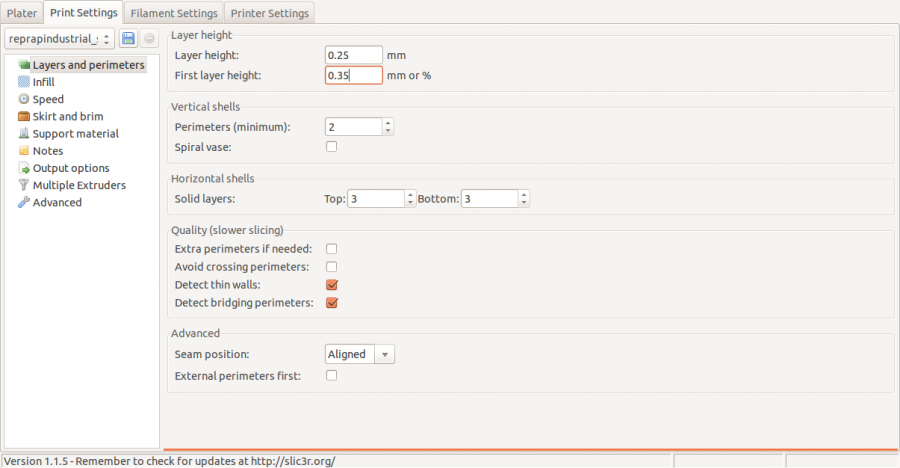 Plater Print Settings Filament Settings Printer Settings
reprapindustrial_s
Layers and perimeters
Infill
Speed
Skirt and brim
Support material
Notes
Output options
Multiple Extruders
Advanced
Layer height
Layer height: 0.25 mm
First layer height: 0.35 mm or %
Vertical shells
Perimeters (minimum): 2
Spiral vase:
Horizontal shells
Solid layers: Top: 3 Bottom: 3
Quality (slower slicing)
Extra perimeters if needed:
Avoid crossing perimeters:
Detect thin walls:
Detect bridging perimeters:
Advanced
Seam position: Aligned
External perimeters first:
Version 1.1.5 - Remember to check for updates at http://slic3r.org/